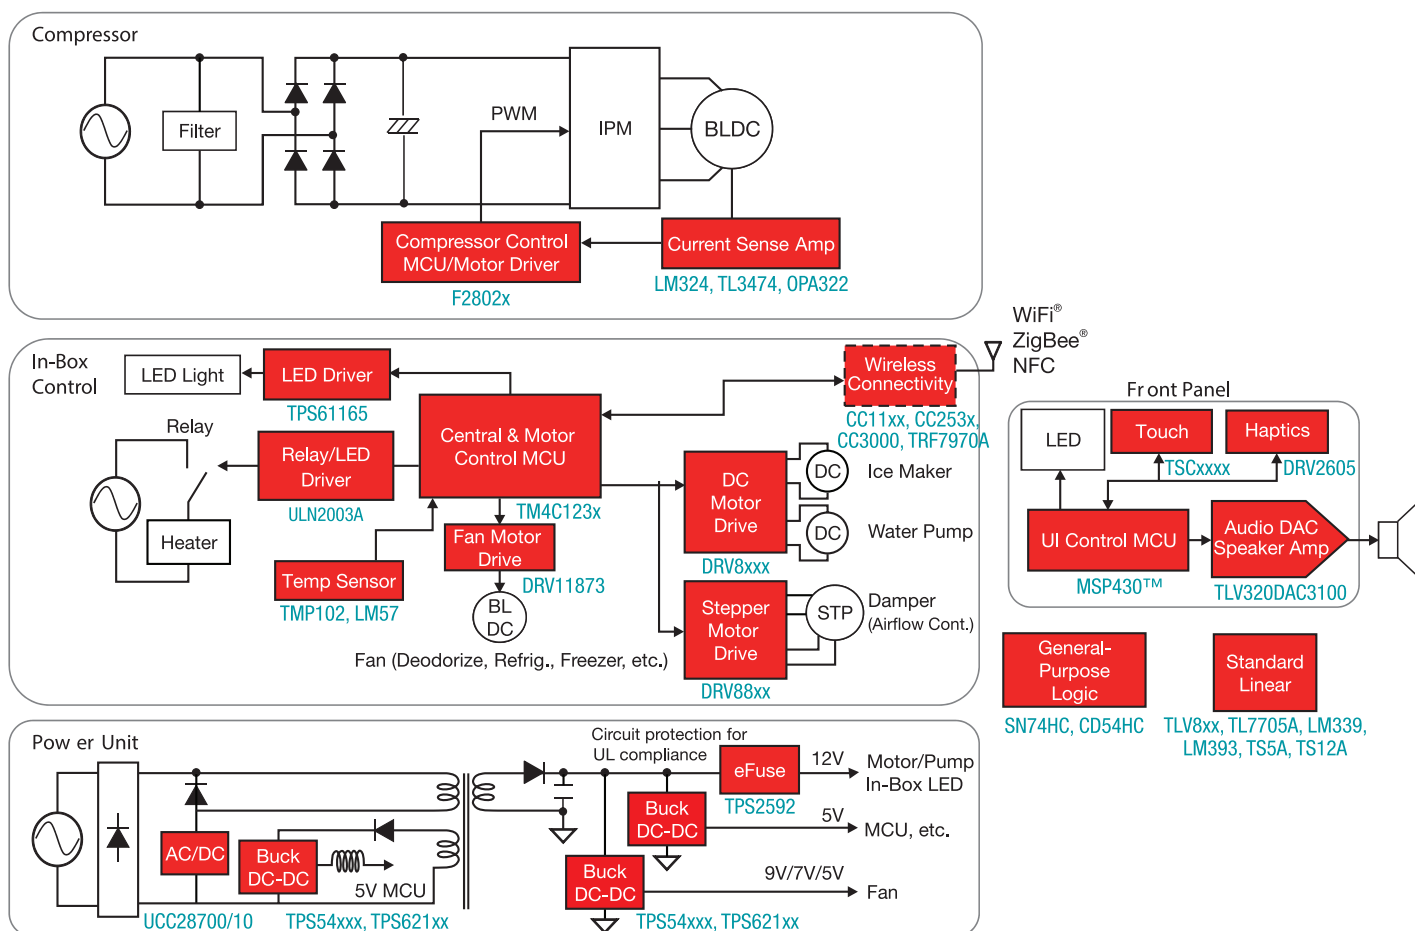 Compressor
Filter
PWM
IPM
BLDC
Compressor Control
MCU/Motor Driver
F2802x
Current Sense Amp
LM324, TL3474, OPA322
In-Box
Control
LED Light
LED Driver
TPS61165
Relay
Relay/LED
Driver
ULN2003A
Heater
Temp Sensor
TMP102, LM57
Central & Motor
Control MCU
TM4C123x
Fan Motor
Drive
DRV11873
BL
DC
Fan (Deodorize, Refrig., Freezer, etc.)
Wireless
Connectivity
CC11xx, CC253x,
CC3000, TRF7970A
WiFi®
ZigBee®
NFC
DC
Motor
Drive
DRV8xxx
DC
Ice Maker
DC
Water Pump
Stepper
Motor
Drive
DRV88xx
STP
Damper
(Airflow Cont.)
Front Panel
LED
Touch
TSCxxxx
Haptics
DRV2605
UI Control MCU
MSP430™
Audio DAC
Speaker Amp
TLV320DAC3100
General-
Purpose
Logic
SN74HC, CD54HC
Standard
Linear
TLV8xx, TL7705A, LM339,
LM393, TS5A, TS12A
Power Unit
AC/DC
UCC28700/10
Buck
DC-DC
5V MCU
TPS54xxx, TPS621xx
Circuit protection for
UL compliance
eFuse
TPS2592
12V
Motor/Pump
In-Box LED
Buck
DC-DC
5V
MCU, etc.
Buck
DC-DC
9V/7V/5V
Fan
TPS54xxx, TPS621xx